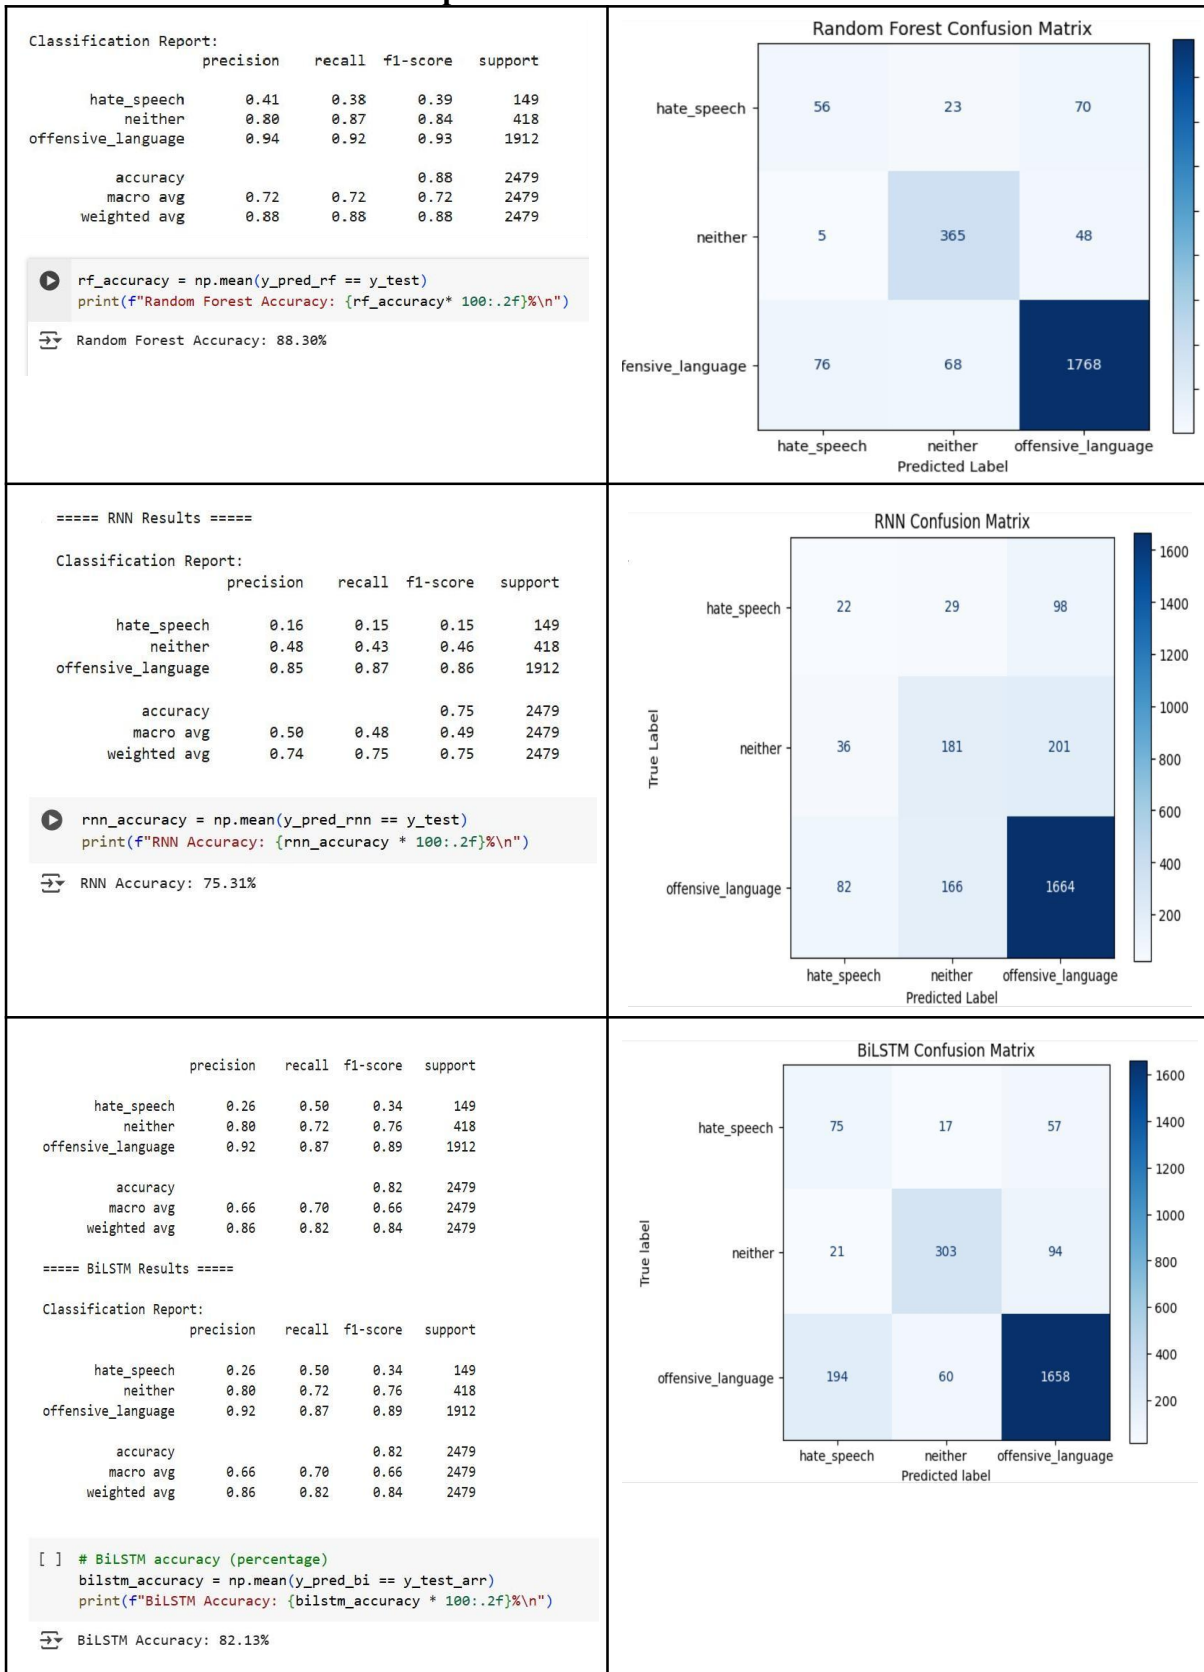 Classification Report:
precision recall f1-score support
hate_speech 0.41 0.38 0.39 149
neither 0.80 0.87 0.84 418
offensive_language 0.94 0.92 0.93 1912
accuracy 0.88 2479
macro avg 0.72 0.72 0.72 2479
weighted avg 0.88 0.88 0.88 2479
rf_accuracy = np.mean(y_pred_rf == y_test)
print(f"Random Forest Accuracy: {rf_accuracy* 100:.2f}%\n")
Random Forest Accuracy: 88.30%
Random Forest Confusion Matrix
hate_speech 56 23 70
neither 5 365 48
fensive_language 76 68 1768
hate_speech neither offensive_language
Predicted Label
===== RNN Results =====
Classification Report:
precision recall f1-score support
hate_speech 0.16 0.15 0.15 149
neither 0.48 0.43 0.46 418
offensive_language 0.85 0.87 0.86 1912
accuracy 0.75 2479
macro avg 0.50 0.48 0.49 2479
weighted avg 0.74 0.75 0.75 2479
rnn_accuracy = np.mean(y_pred_rnn == y_test)
print(f"RNN Accuracy: {rnn_accuracy * 100:.2f}%\n")
RNN Accuracy: 75.31%
RNN Confusion Matrix
True Label
hate_speech 22 29 98
neither 36 181 201
offensive_language 82 166 1664
hate_speech neither offensive_language
Predicted Label
1600
1400
1200
1000
800
600
400
200
precision recall f1-score support
hate_speech 0.26 0.50 0.34 149
neither 0.80 0.72 0.76 418
offensive_language 0.92 0.87 0.89 1912
accuracy 0.82 2479
macro avg 0.66 0.70 0.66 2479
weighted avg 0.86 0.82 0.84 2479
===== BiLSTM Results =====
Classification Report:
precision recall f1-score support
hate_speech 0.26 0.50 0.34 149
neither 0.80 0.72 0.76 418
offensive_language 0.92 0.87 0.89 1912
accuracy 0.82 2479
macro avg 0.66 0.70 0.66 2479
weighted avg 0.86 0.82 0.84 2479
[ ] # BiLSTM accuracy (percentage)
bilstm_accuracy = np.mean(y_pred_bi == y_test_arr)
print(f"BiLSTM Accuracy: {bilstm_accuracy * 100:.2f}%\n")
BiLSTM Accuracy: 82.13%
BiLSTM Confusion Matrix
True label
hate_speech 75 17 57
neither 21 303 94
offensive_language 194 60 1658
hate_speech neither offensive_language
Predicted label
1600
1400
1200
1000
800
600
400
200